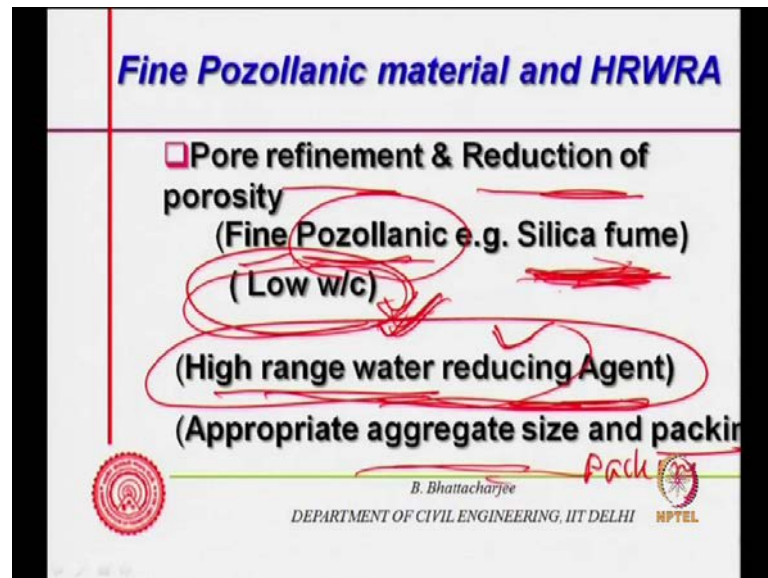 Fine Pozollanic material and HRWRA
Pore refinement & Reduction of
porosity
(Fine Pozollanic e.g. Silica fume)
( Low w/c)
(High range water reducing Agent)
(Appropriate aggregate size and packin
Pack
B. Bhattacharjee
DEPARTMENT OF CIVIL ENGINEERING, IIT DELHI
NPTEL